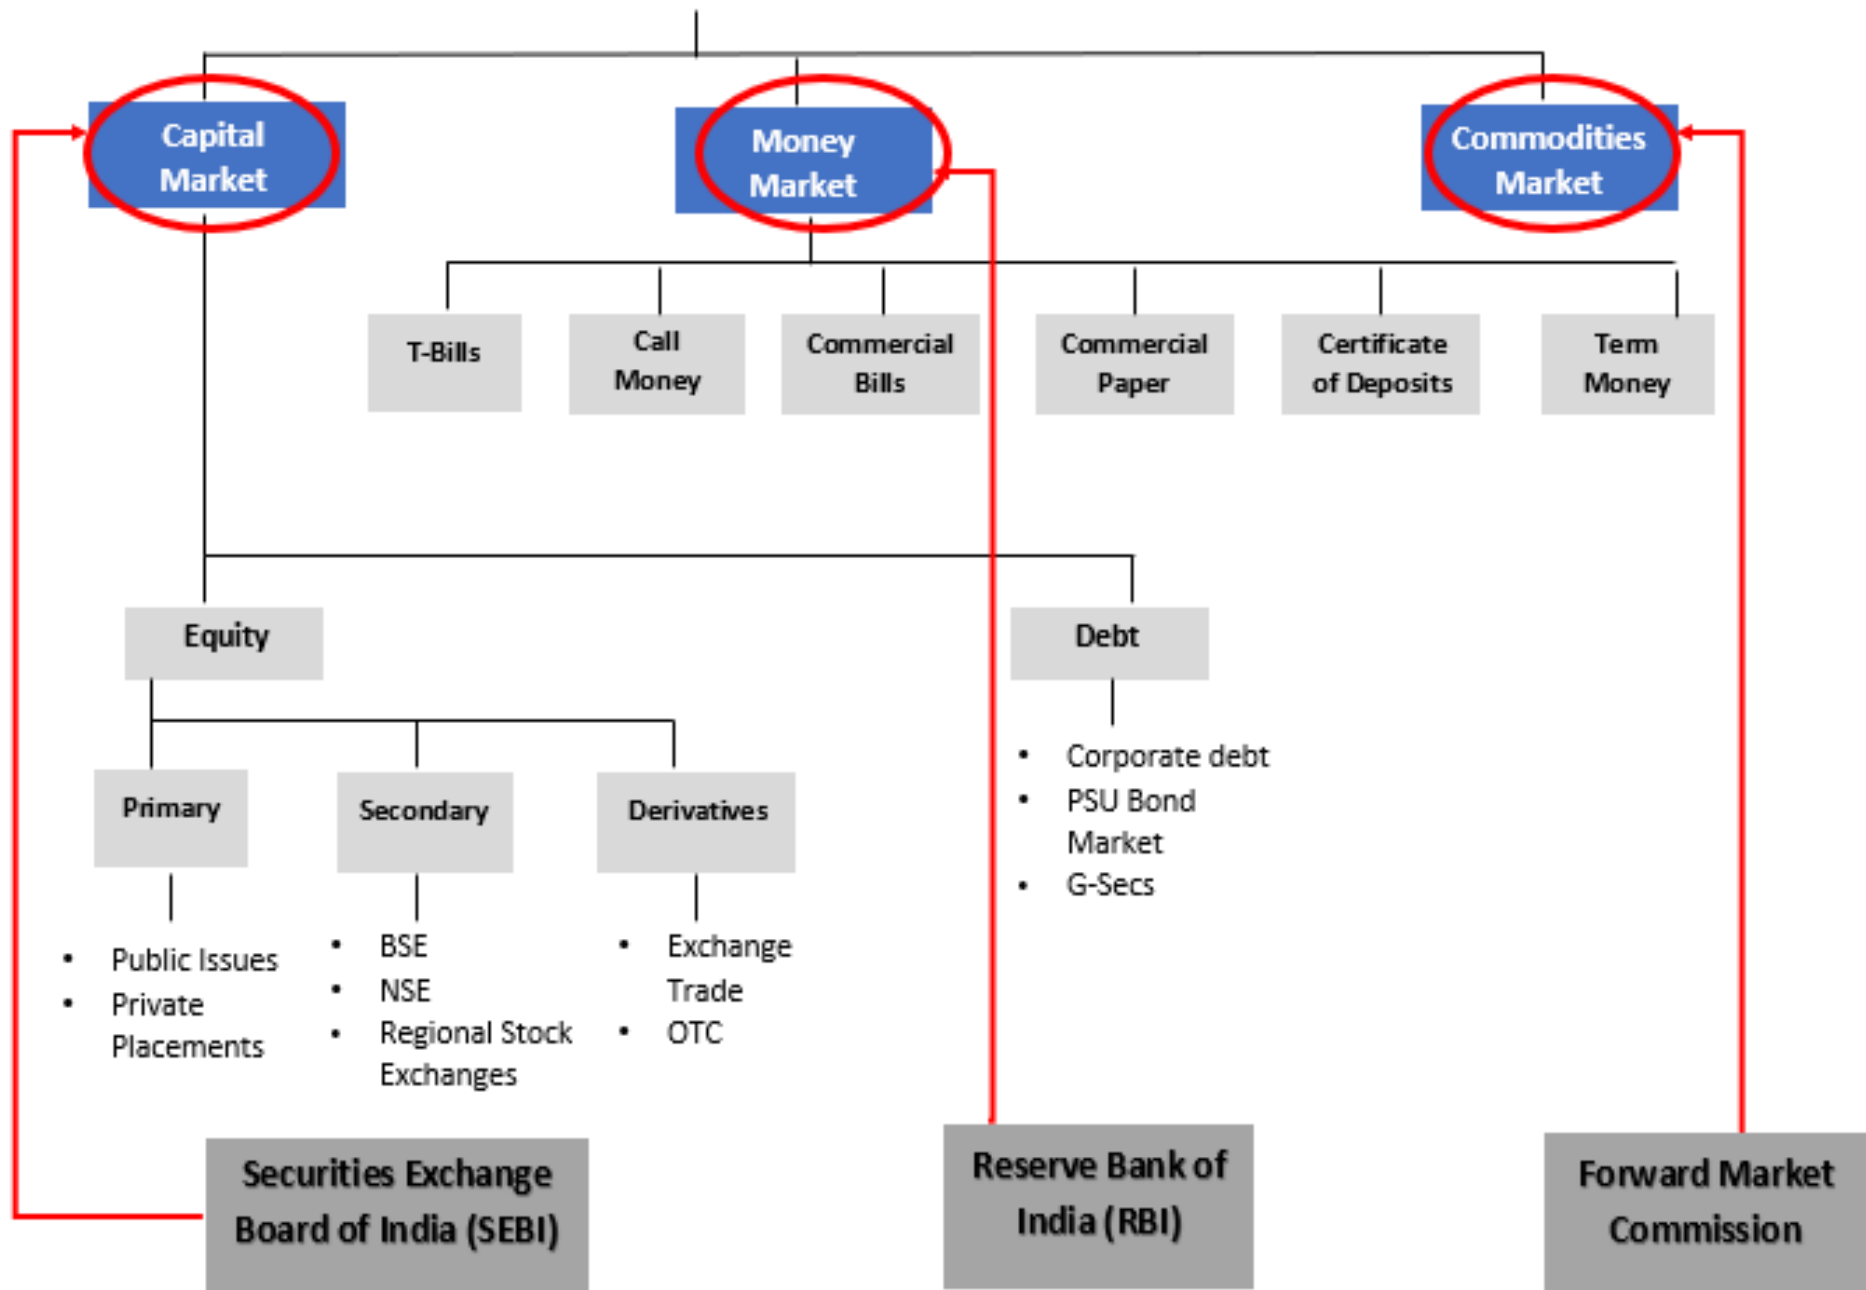 Capital
Market
Money
Market
Commodities
Market
T-Bills
Call
Money
Commercial
Bills
Commercial
Paper
Certificate
of Deposits
Term
Money
Equity
Debt
Primary
Secondary
Derivatives
• Corporate debt
• PSU Bond
Market
• G-Secs
• Public Issues
• Private
Placements
• BSE
• NSE
• Regional Stock
Exchanges
• Exchange
Trade
• OTC
Securities Exchange
Board of India (SEBI)
Reserve Bank of
India (RBI)
Forward Market
Commission